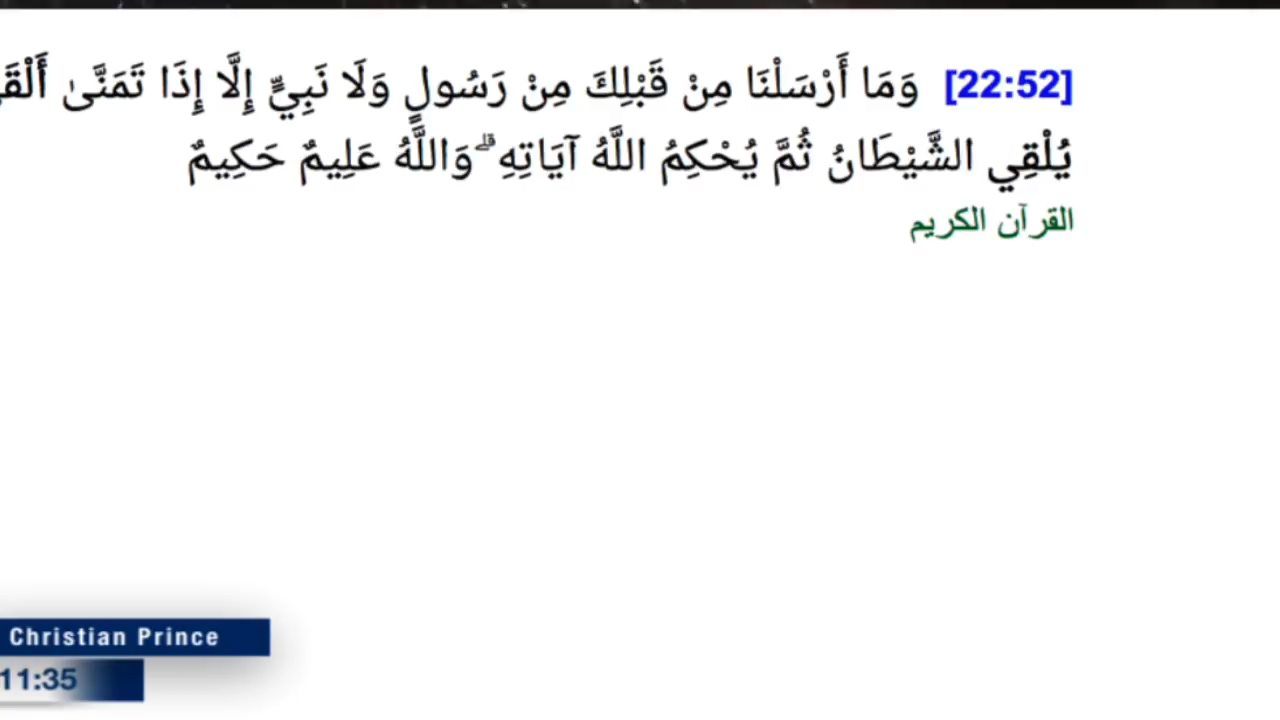 [22:52] وَمَا أَرْسَلْنَا مِنْ قَبْلِكَ مِنْ رَسُولٍ وَلَا نَبِيٍّ إِلَّا إِذَا تَمَنَّىٰ
يُلْقِي الشَّيْطَانُ ثُمَّ يُحْكِمُ اللَّهُ آيَاتِهِ ۗ وَاللَّهُ عَلِيمٌ حَكِيمٌ
القرآن الكريم
Christian Prince
11:35